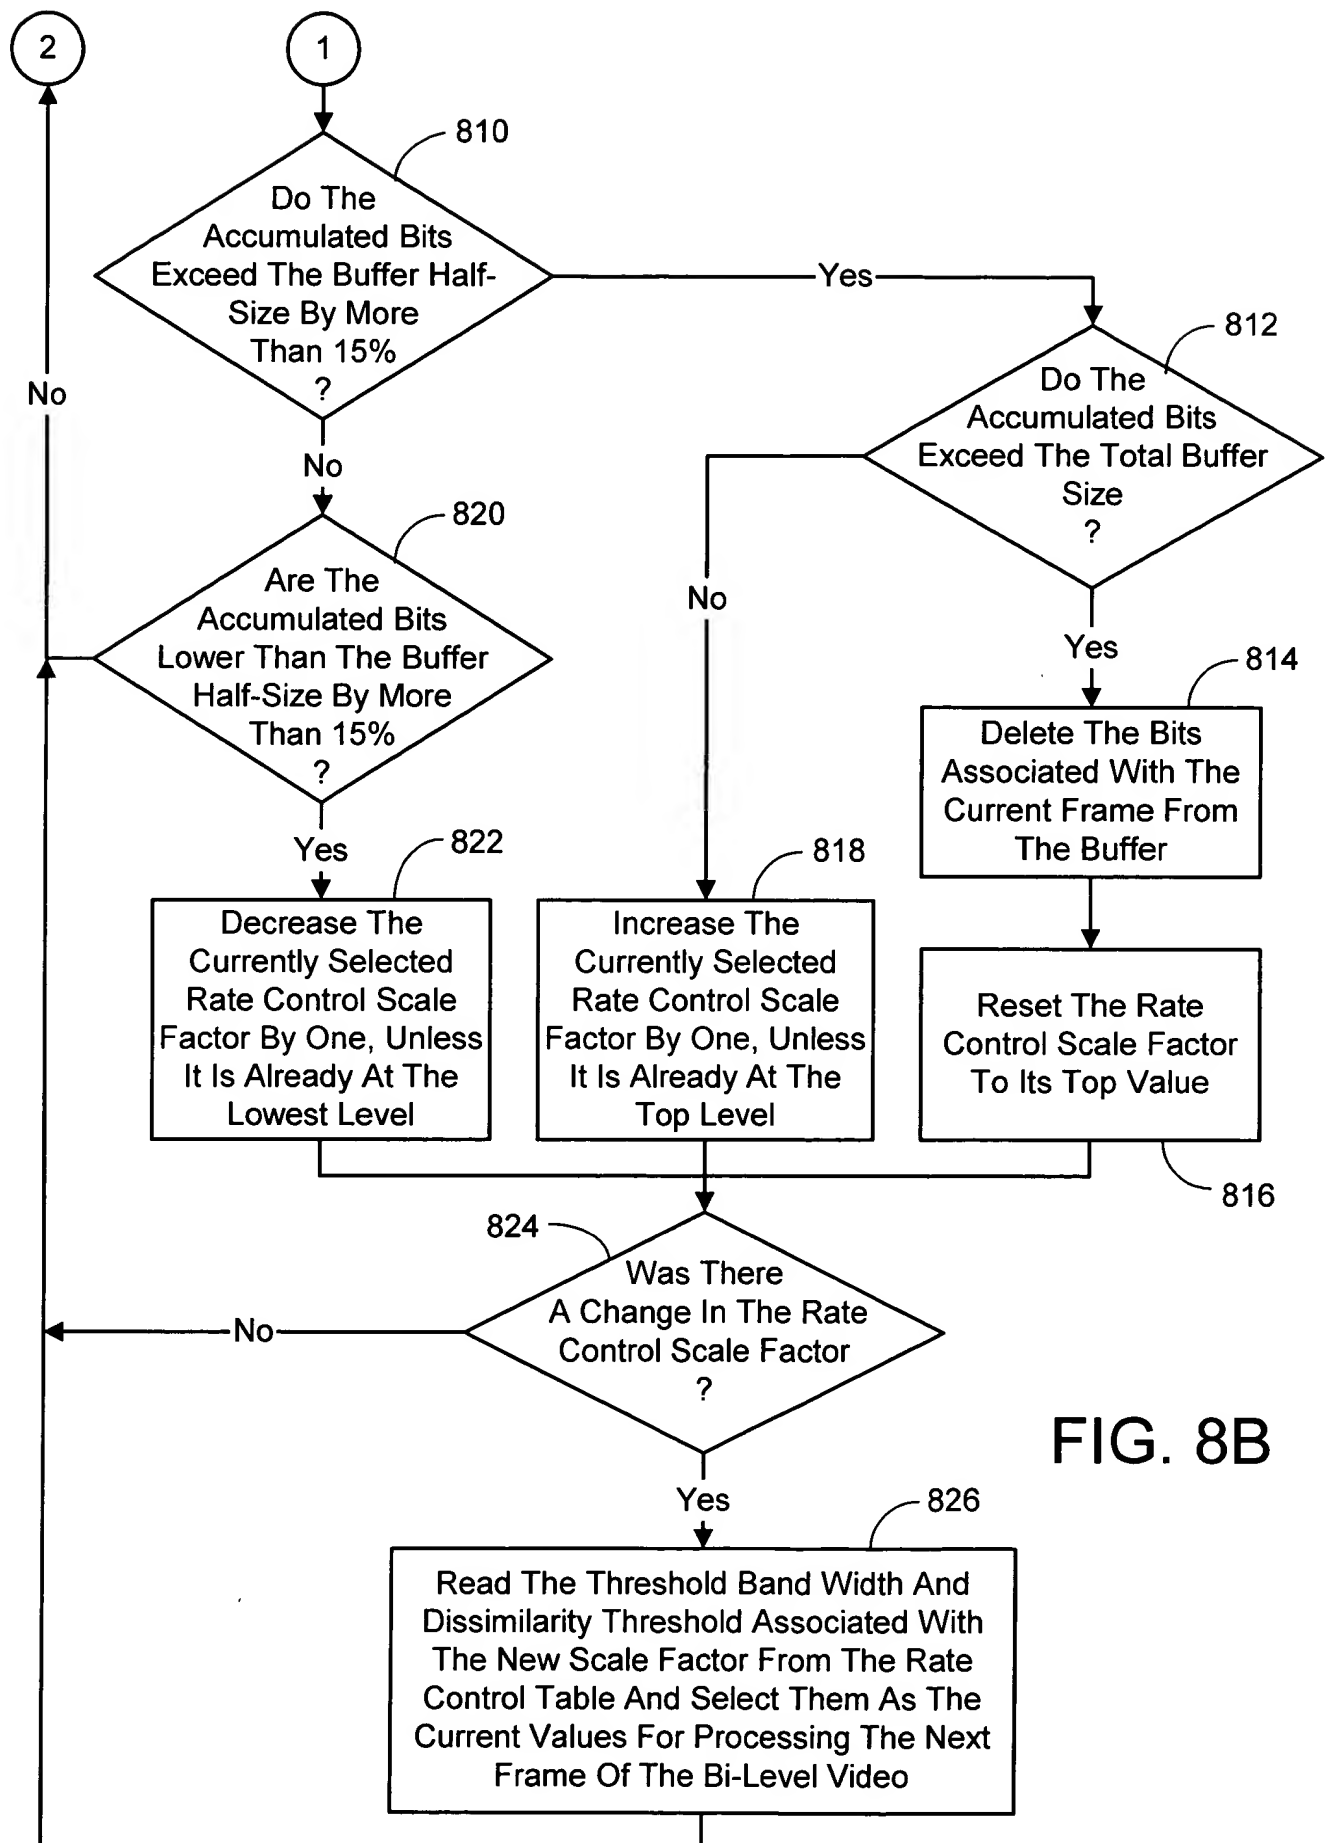 2
1
810
Do The
Accumulated Bits
Exceed The Buffer Half-
Size By More
Than 15%
?
Yes
812
Do The
Accumulated Bits
Exceed The Total Buffer
Size
?
No
No
820
Are The
Accumulated Bits
Lower Than The Buffer
Half-Size By More
Than 15%
?
No
Yes
814
Delete The Bits
Associated With The
Current Frame From
The Buffer
Yes
822
Decrease The
Currently Selected
Rate Control Scale
Factor By One, Unless
It Is Already At The
Lowest Level
818
Increase The
Currently Selected
Rate Control Scale
Factor By One, Unless
It Is Already At The
Top Level
Reset The Rate
Control Scale Factor
To Its Top Value
816
824
Was There
A Change In The Rate
Control Scale Factor
?
No
FIG. 8B
Yes
826
Read The Threshold Band Width And
Dissimilarity Threshold Associated With
The New Scale Factor From The Rate
Control Table And Select Them As The
Current Values For Processing The Next
Frame Of The Bi-Level Video